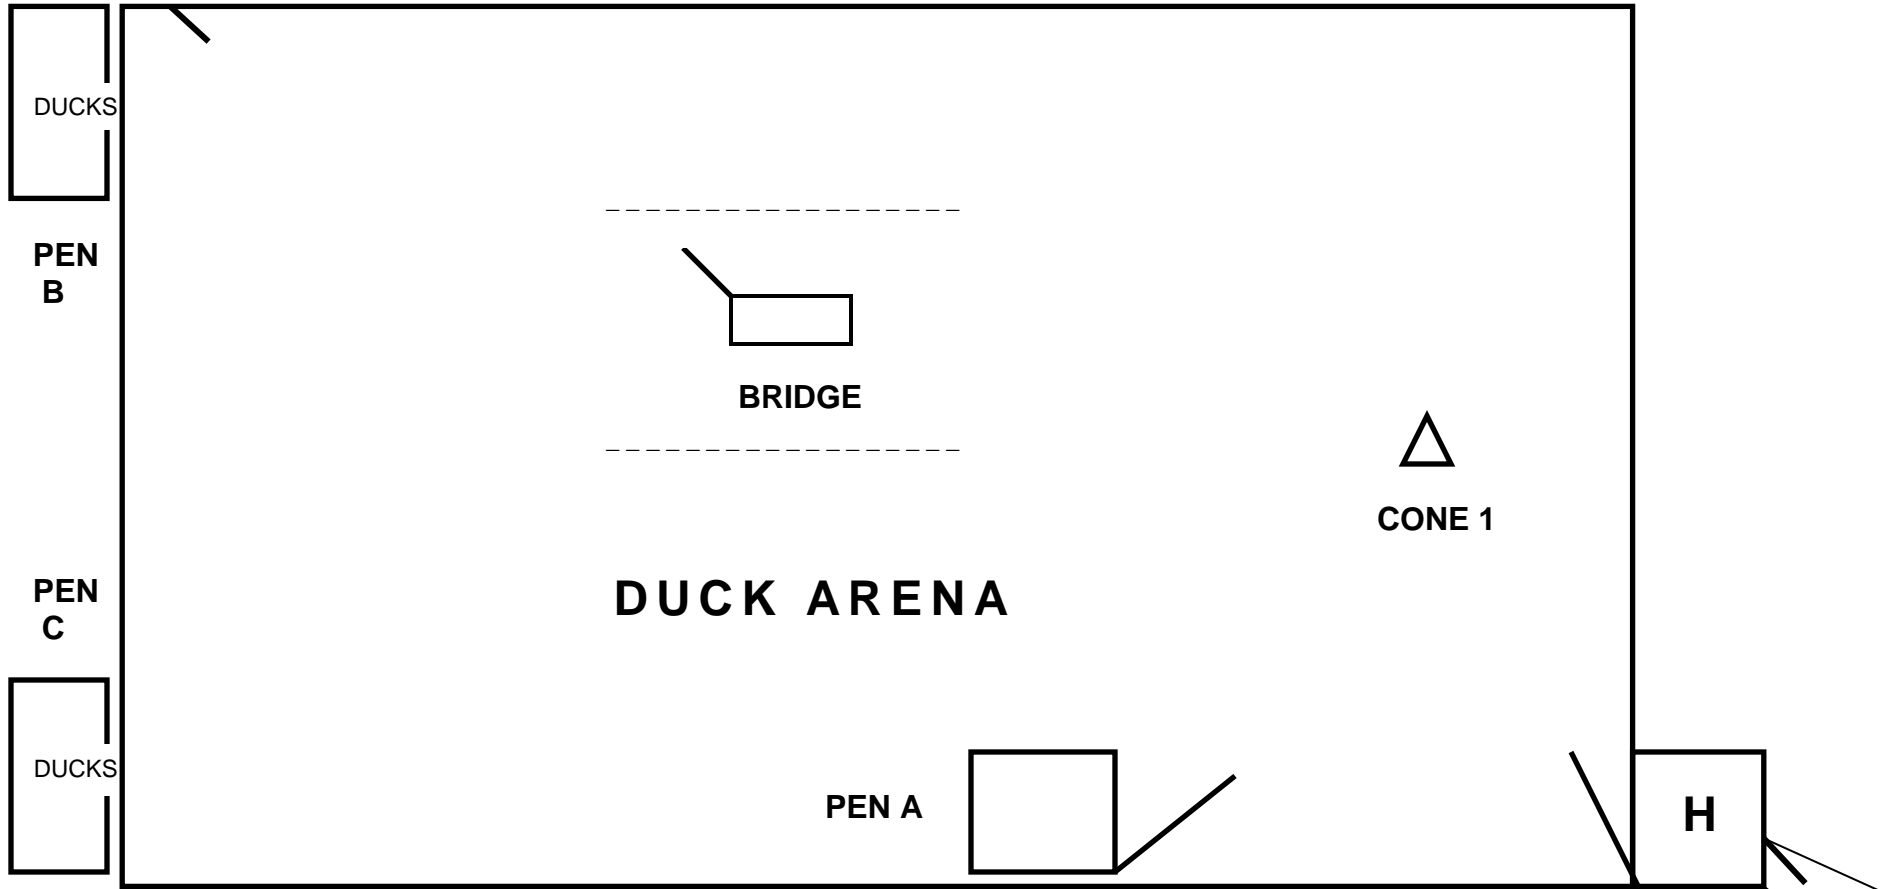 DUCKS
PEN
B
BRIDGE
CONE 1
PEN
C
DUCK ARENA
DUCKS
PEN A
H